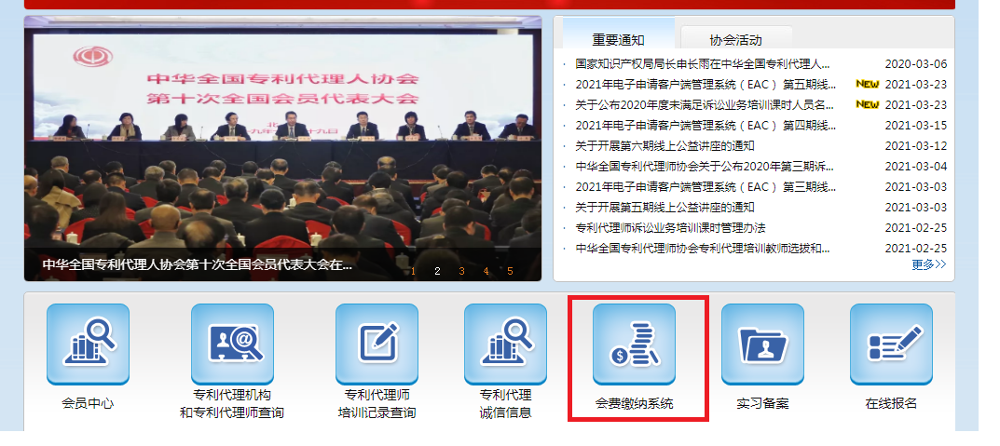 中华全国专利代理人协会
第十次全国会员代表大会
中华全国专利代理人协会第十次全国会员代表大会在...
1 2 3 4 5
重要通知
协会活动
国家知识产权局局长申长雨在中华全国专利代理人... 2020-03-06
2021年电子申请客户端管理系统（EAC ） 第五期线... NEW 2021-03-23
关于公布2020年度未满足诉讼业务培训课时人员名... NEW 2021-03-23
2021年电子申请客户端管理系统（EAC ） 第四期线... 2021-03-15
关于开展第六期线上公益讲座的通知 2021-03-12
中华全国专利代理师协会关于公布2020年第三期诉... 2021-03-04
2021年电子申请客户端管理系统（EAC ） 第三期线... 2021-03-03
关于开展第五期线上公益讲座的通知 2021-03-03
专利代理师诉讼业务培训课时管理办法 2021-02-25
中华全国专利代理师协会专利代理培训教师选拔和... 2021-02-25
更多>>
会员中心
专利代理机构
和专利代理师查询
专利代理师
培训记录查询
专利代理
诚信信息
会费缴纳系统
实习备案
在线报名